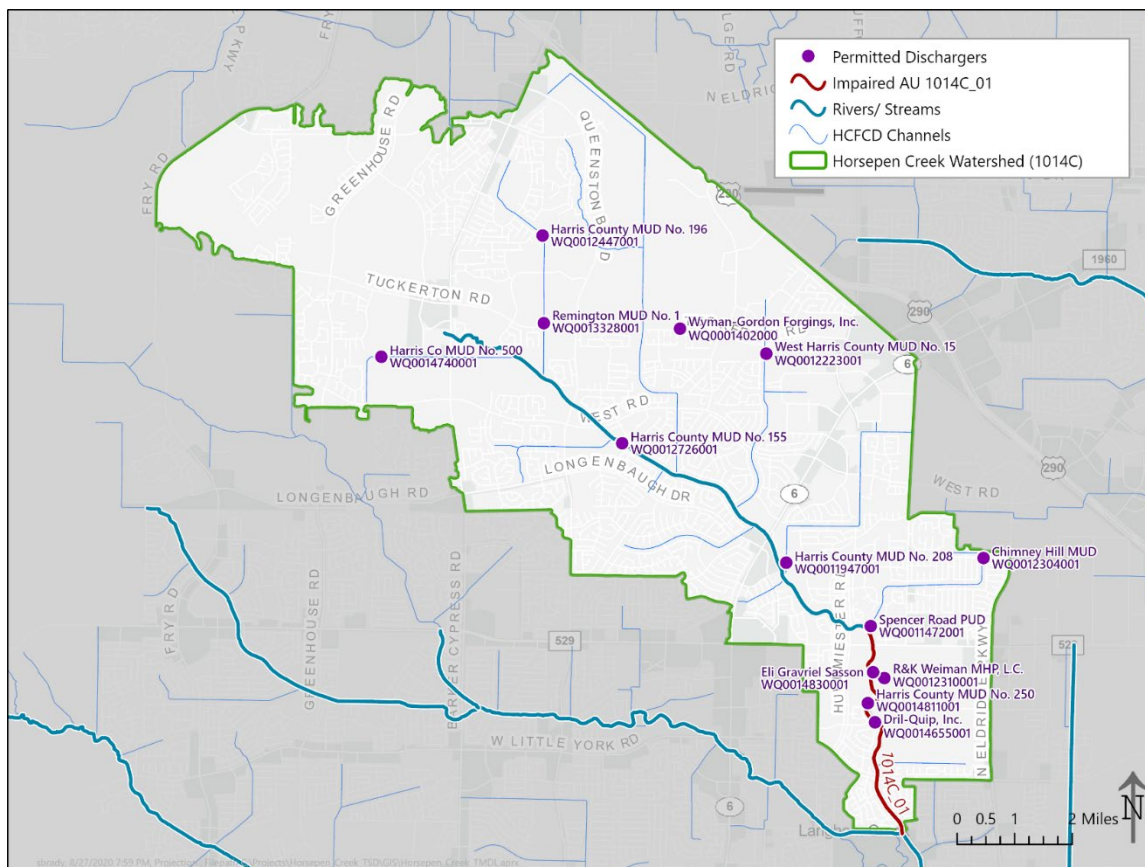 Permitted Dischargers
Impaired AU 1014C_01
Rivers/ Streams
HCFCD Channels
Horsepen Creek Watershed (1014C)
FRY RD
GREENHOUSE RD
N ELDRIDGE
290
Harris County MUD No. 196
WQ0012447001
1960
TUCKERTON RD
290
Remington MUD No. 1
WQ0013328001
Wyman-Gordon Forgings, Inc.
WQ0001402000
West Harris County MUD No. 15
WQ0012223001
Harris Co MUD No. 500
WQ0014740001
6
WEST RD
Harris County MUD No. 155
WQ0012726001
LONGENBAUGH DR
290
WEST RD
LONGENBAUGH RD
6
Harris County MUD No. 208
WQ0011947001
Chimney Hill MUD
WQ0012304001
Spencer Road PUD
WQ0011472001
FRY RD
GREENHOUSE RD
BARKER CYPRESS RD
529
Eli Gravriel Sasson
WQ0014830001
R&K Weiman MHP, L.C.
WQ0012310001
Harris County MUD No. 250
WQ0014811001
Dril-Quip, Inc.
WQ0014655001
N ELDRIDGE PKWY
W LITTLE YORK RD
1014C_01
6
0 0.5 1 2 Miles
N